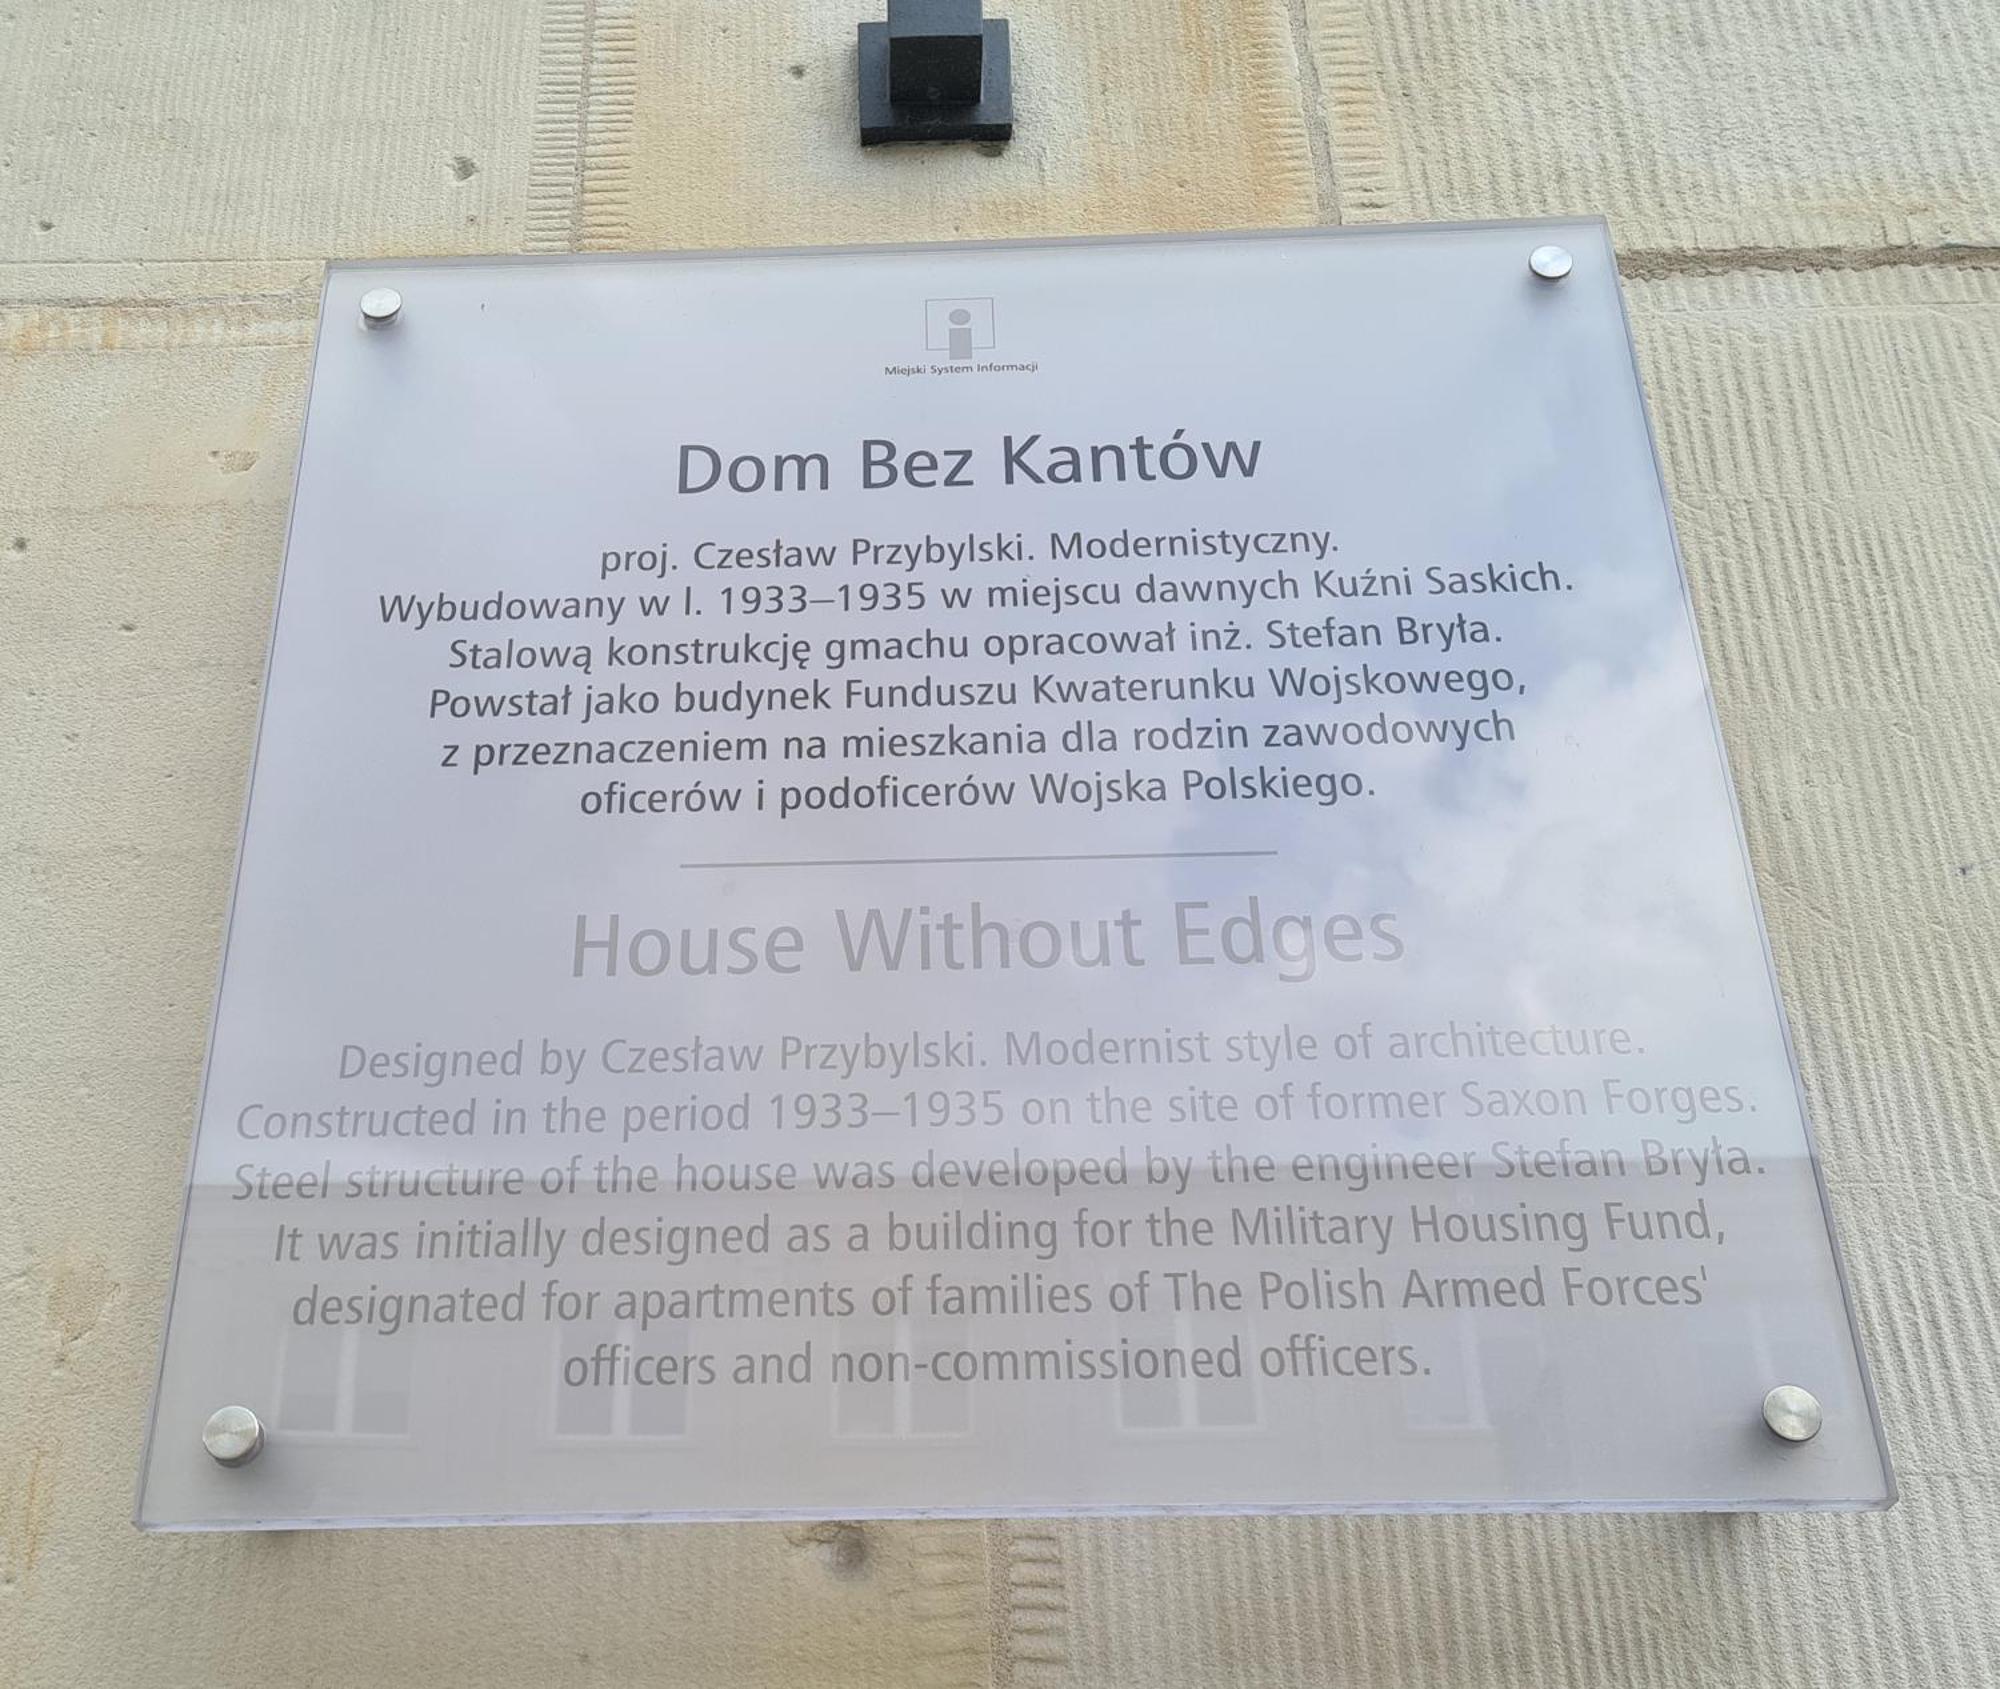 Miejski System Informacji
Dom Bez Kantów
proj. Czesław Przybylski. Modernistyczny.
Wybudowany w l. 1933–1935 w miejscu dawnych Kuźni Saskich.
Stalową konstrukcję gmachu opracował inż. Stefan Bryła.
Powstał jako budynek Funduszu Kwaterunku Wojskowego,
z przeznaczeniem na mieszkania dla rodzin zawodowych
oficerów i podoficerów Wojska Polskiego.
House Without Edges
Designed by Czesław Przybylski. Modernist style of architecture.
Constructed in the period 1933–1935 on the site of former Saxon Forges.
Steel structure of the house was developed by the engineer Stefan Bryła.
It was initially designed as a building for the Military Housing Fund,
designated for apartments of families of The Polish Armed Forces'
officers and non-commissioned officers.